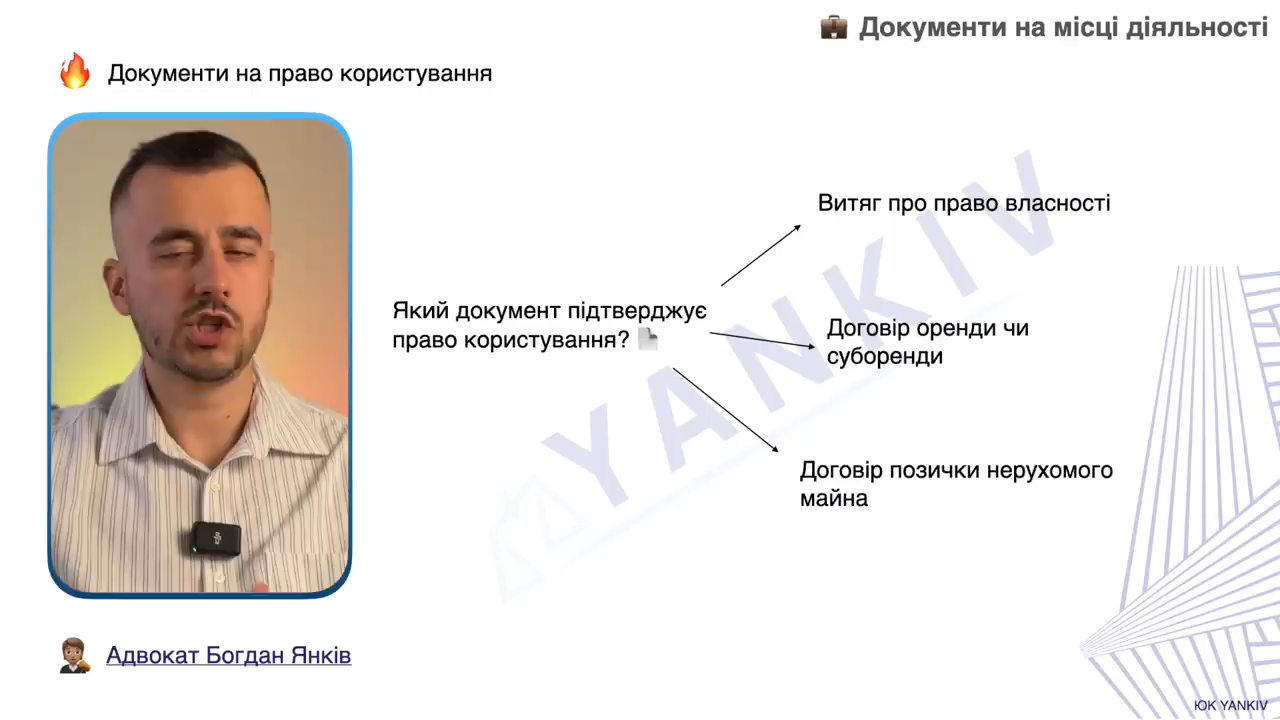 Документи на місці діяльності
Документи на право користування
Витяг про право власності
Який документ підтверджує
право користування?
Договір оренди чи
суборенди
Договір позички нерухомого
майна
YANKIV
dji
Адвокат Богдан Янків
ЮК YANKIV